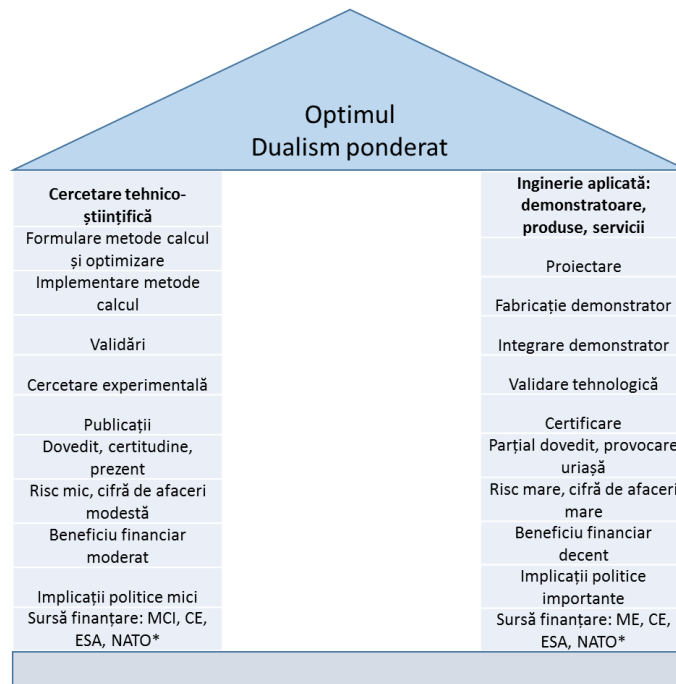 Optimul
Dualism ponderat
Cercetare tehnico-
științifică
Formulare metode calcul
și optimizare
Implementare metode
calcul
Validări
Cercetare experimentală
Publicații
Dovedit, certitudine,
prezent
Risc mic, cifră de afaceri
modestă
Beneficiu financiar
moderat
Implicații politice mici
Sursă finanțare: MCI, CE,
ESA, NATO*
Inginerie aplicată:
demonstratoare,
produse, servicii
Proiectare
Fabricație demonstrator
Integrare demonstrator
Validare tehnologică
Certificare
Parțial dovedit, provocare
uriașă
Risc mare, cifră de afaceri
mare
Beneficiu financiar
decent
Implicații politice
importante
Sursă finanțare: ME, CE,
ESA, NATO*